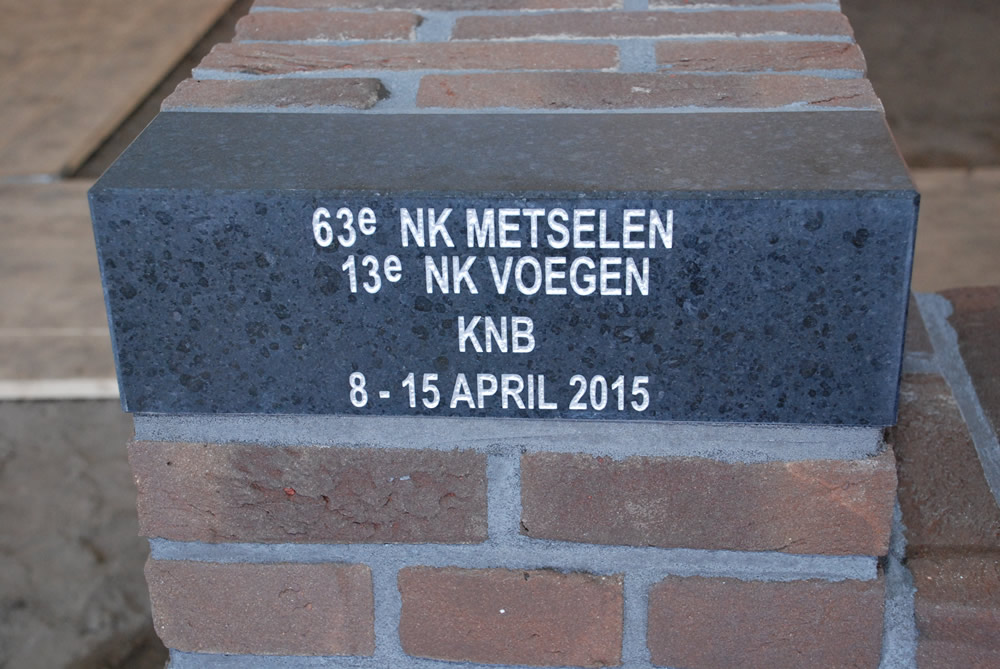 63e NK METSELEN
13e NK VOEGEN
KNB
8 - 15 APRIL 2015